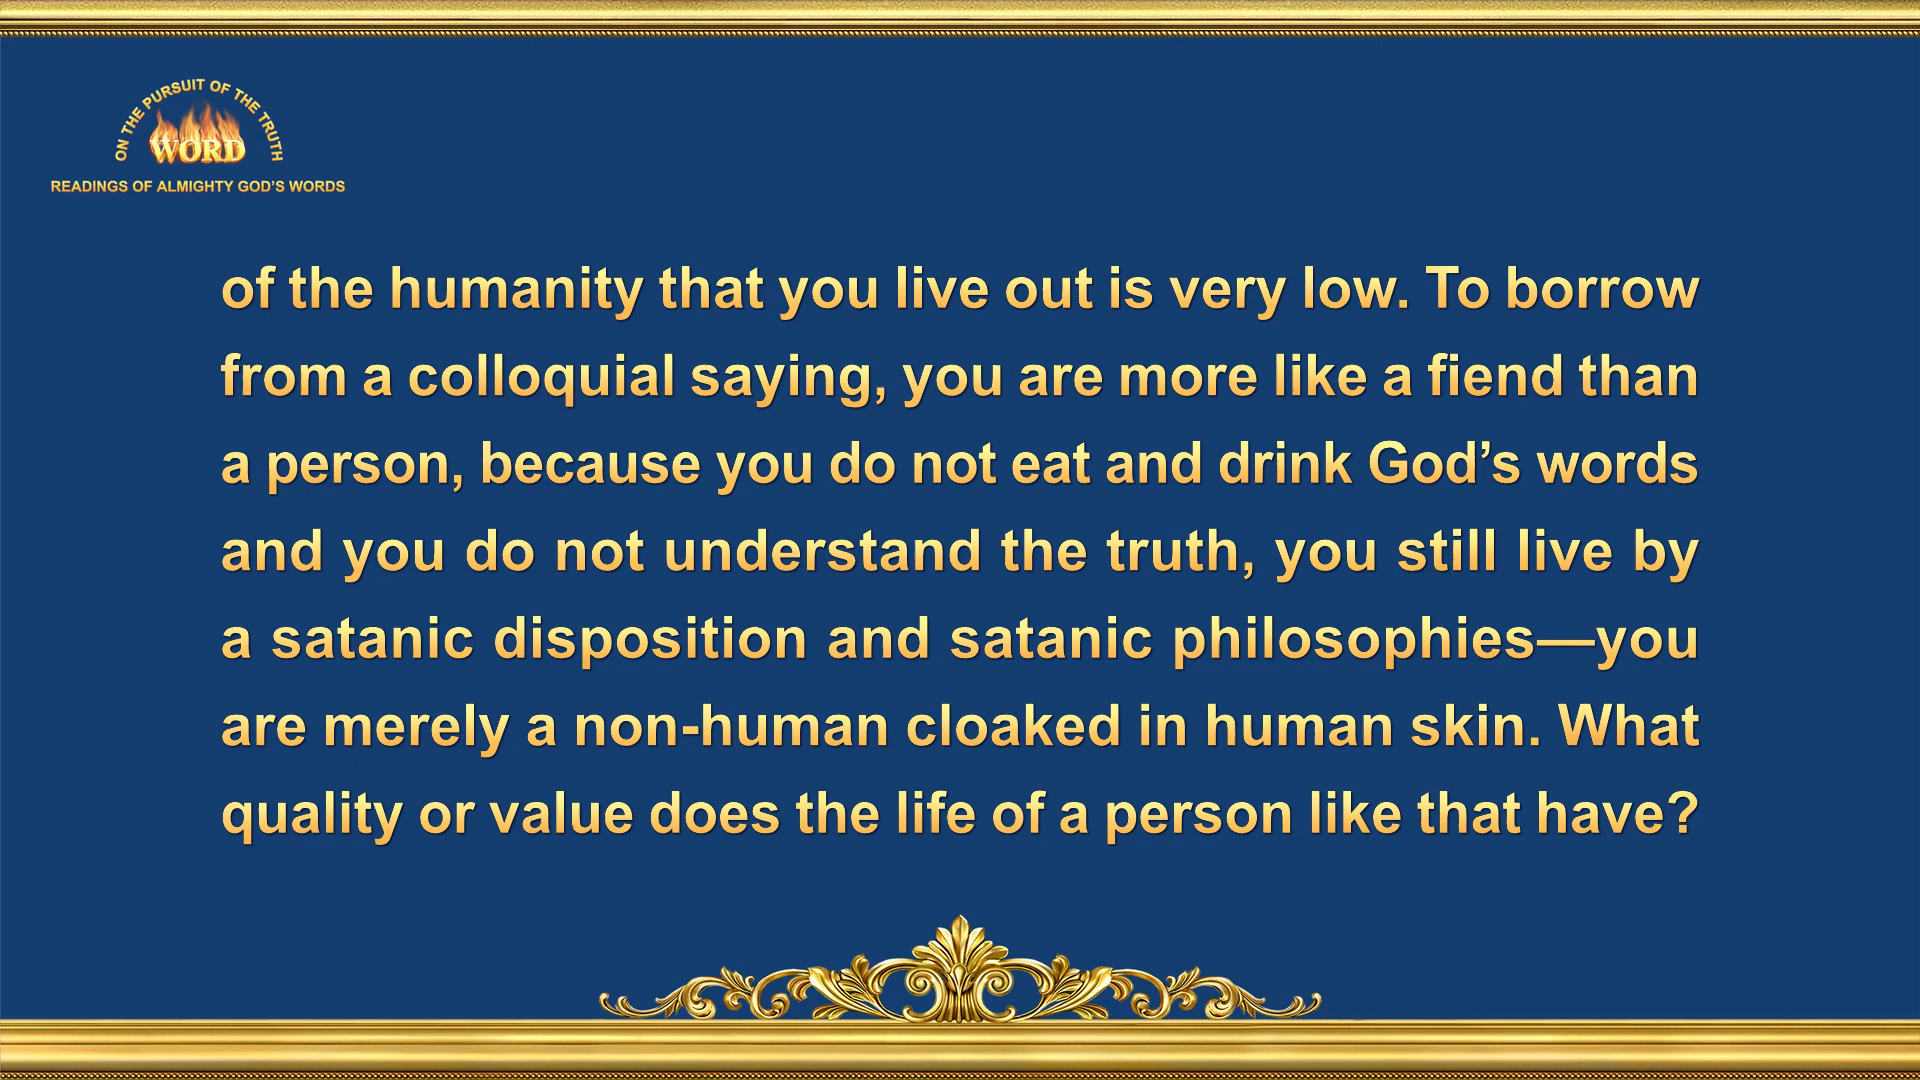 ON THE PURSUIT OF THE TRUTH
WORD
READINGS OF ALMIGHTY GOD'S WORDS
of the humanity that you live out is very low. To borrow
from a colloquial saying, you are more like a fiend than
a person, because you do not eat and drink God’s words
and you do not understand the truth, you still live by
a satanic disposition and satanic philosophies—you
are merely a non-human cloaked in human skin. What
quality or value does the life of a person like that have?